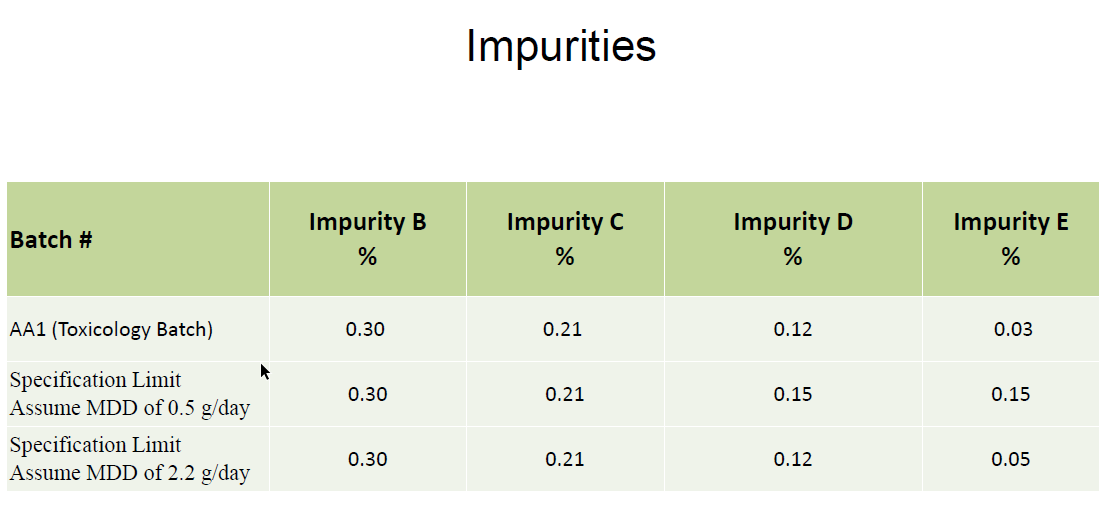 Impurities
Batch #
Impurity B
%
Impurity C
%
Impurity D
%
Impurity E
%
AA1 (Toxicology Batch) 0.30 0.21 0.12 0.03
Specification Limit
Assume MDD of 0.5 g/day
0.30 0.21 0.15 0.15
Specification Limit
Assume MDD of 2.2 g/day
0.30 0.21 0.12 0.05